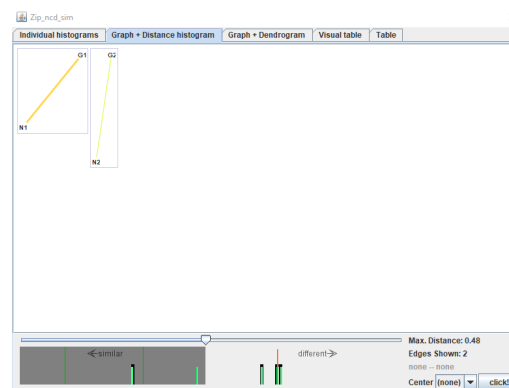 Zip_ncd_sim
Individual histograms Graph + Distance histogram Graph + Dendrogram Visual table Table
G1 G2
N1
N2
similar different
Max. Distance: 0.48
Edges Shown: 2
none -- none
Center (none) click!